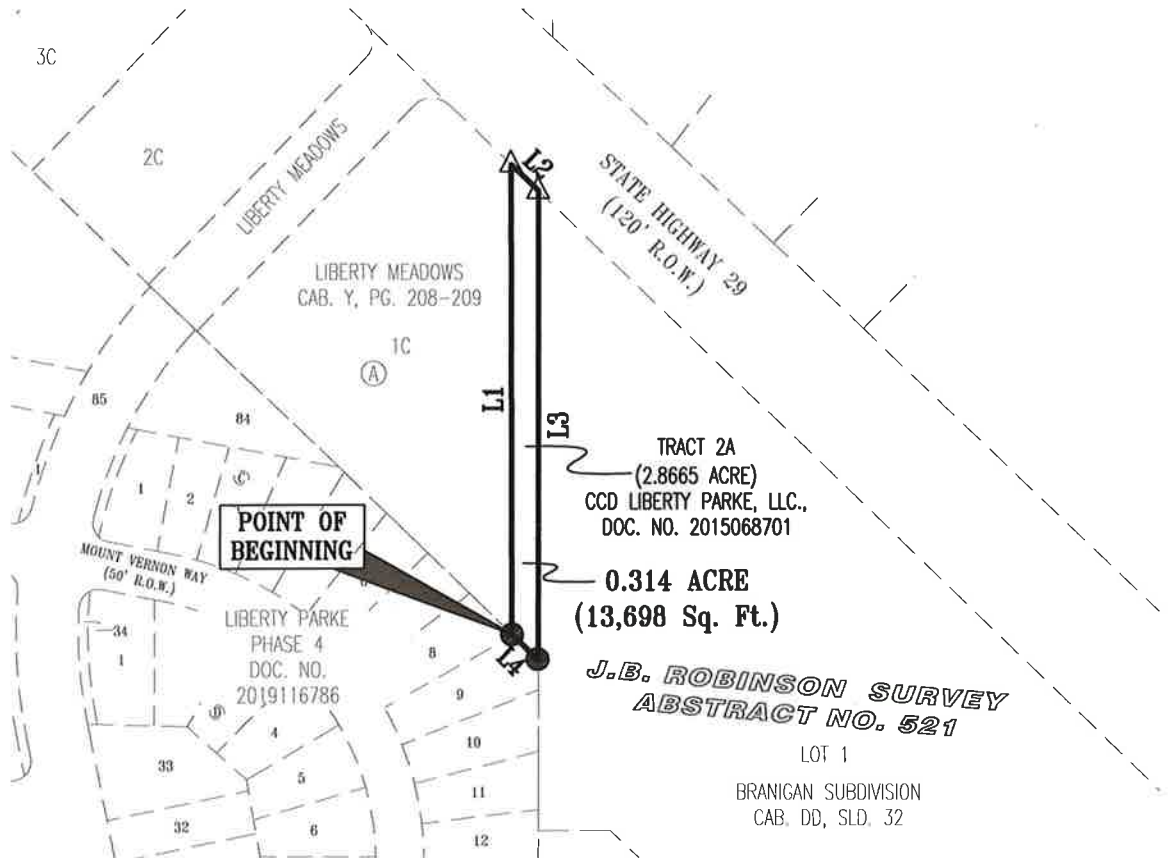 3C
2C
LIBERTY MEADOWS
L2
STATE HIGHWAY 29
(120' R.O.W.)
LIBERTY MEADOWS
CAB. Y, PG. 208-209
1C
A
L1
L3
85
84
1
1
2
C
TRACT 2A
(2.8665 ACRE)
CCD LIBERTY PARKE, LLC.,
DOC. NO. 2015068701
POINT OF
BEGINNING
MOUNT VERNON WAY
(50' R.O.W.)
0.314 ACRE
(13,698 Sq. Ft.)
LIBERTY PARKE
PHASE 4
DOC. NO.
2019116786
34
1
8
L4
9
J.B. ROBINSON SURVEY
ABSTRACT NO. 521
4
10
LOT 1
33
5
11
BRANIGAN SUBDIVISION
CAB. DD, SLD. 32
32
6
12